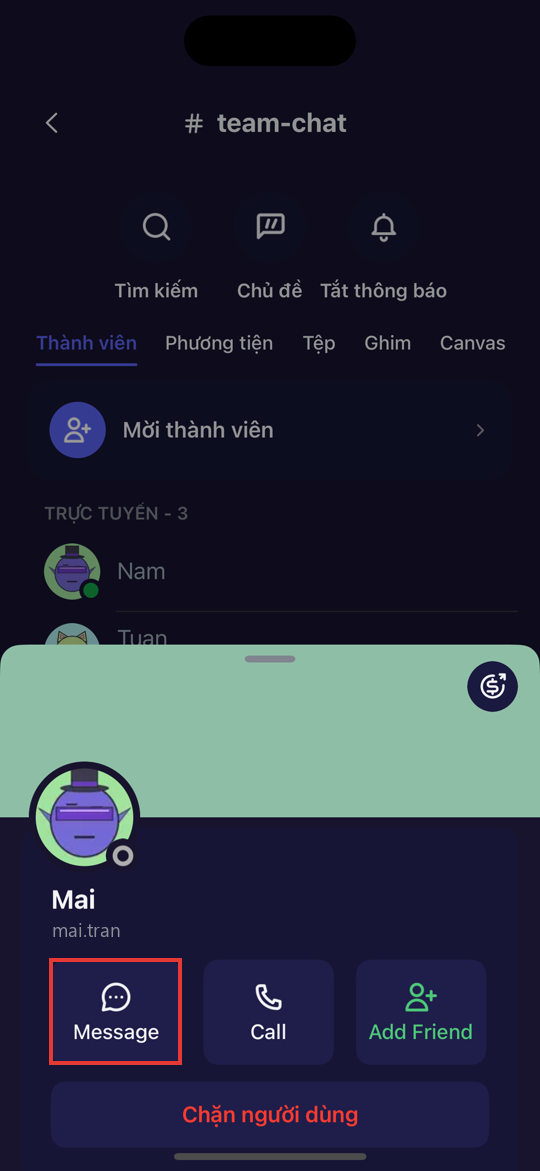 # team-chat
Tìm kiếm Chủ đề Tắt thông báo
Thành viên Phương tiện Tệp Ghim Canvas
Mời thành viên
TRỰC TUYẾN - 3
Nam
Tuan
Mai
mai.tran
Message Call Add Friend
Chặn người dùng